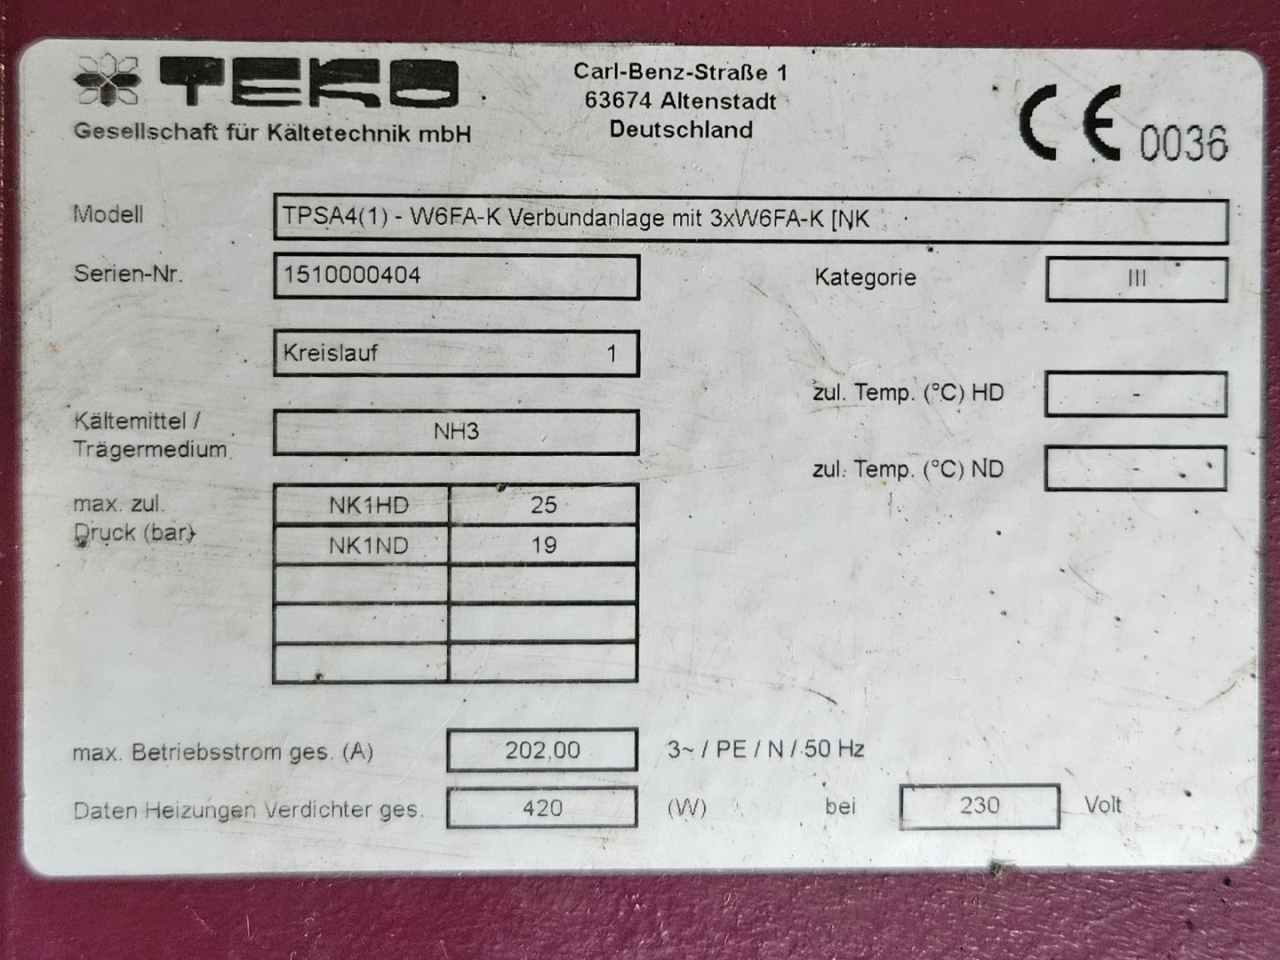 TEKO
Gesellschaft für Kältetechnik mbH
Carl-Benz-Straße 1
63674 Altenstadt
Deutschland
CE 0036
Modell TPSA4(1) - W6FA-K Verbundanlage mit 3xW6FA-K [NK
Serien-Nr. 1510000404 Kategorie III
Kreislauf 1
zul. Temp. (°C) HD -
Kältemittel / Trägermedium NH3
zul. Temp. (°C) ND -
max. zul. Druck (bar) NK1HD 25
NK1ND 19
max. Betriebsstrom ges. (A) 202,00 3~ / PE / N / 50 Hz
Daten Heizungen Verdichter ges. 420 (W) bei 230 Volt